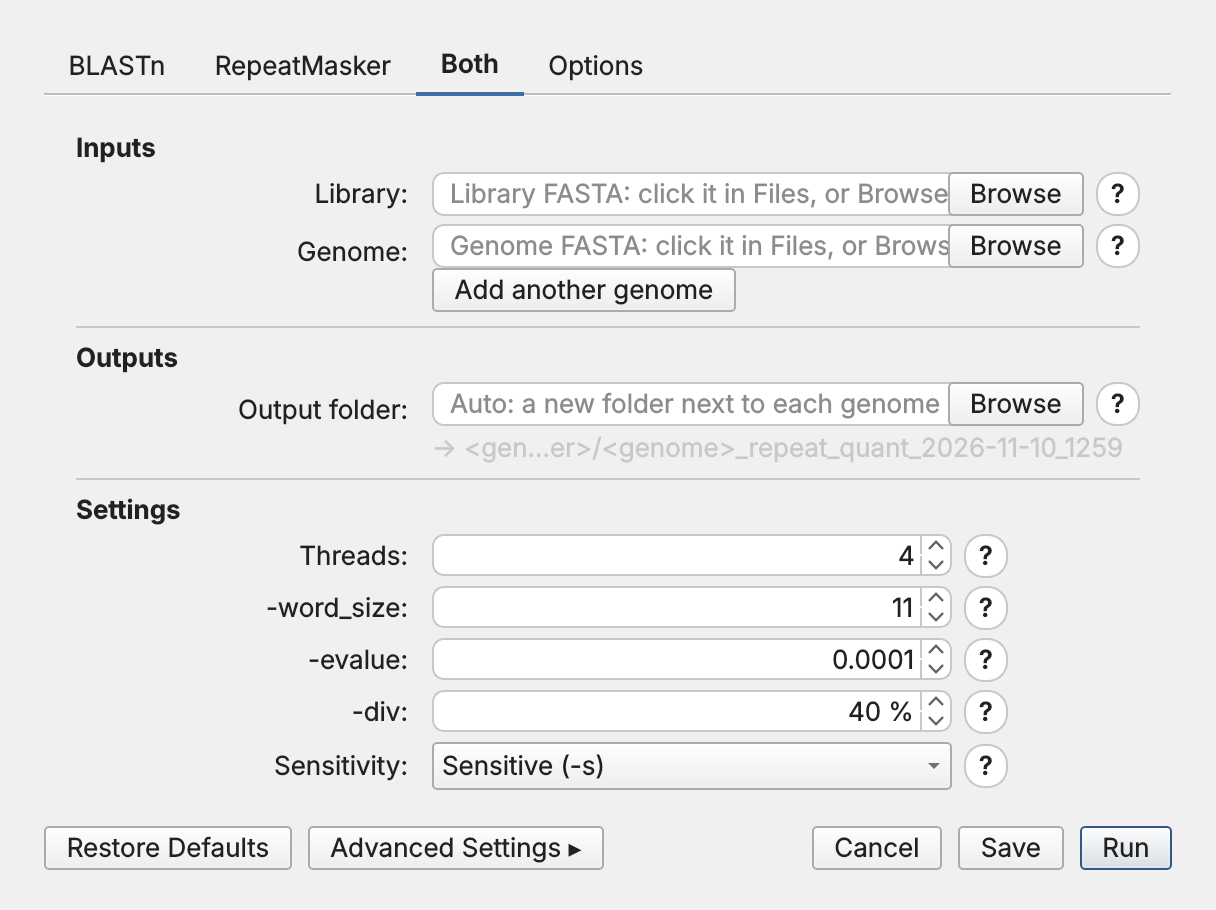 BLASTn RepeatMasker Both Options
Inputs
Library: Library FASTA: click it in Files, or Browse Browse ?
Genome: Genome FASTA: click it in Files, or Brows Browse ?
Add another genome
Outputs
Output folder: Auto: a new folder next to each genome Browse ?
→ <gen...er>/<genome>_repeat_quant_2026-11-10_1259
Settings
Threads: 4 ?
-word_size: 11 ?
-evalue: 0.0001 ?
-div: 40 % ?
Sensitivity: Sensitive (-s) ?
Restore Defaults Advanced Settings ▸ Cancel Save Run